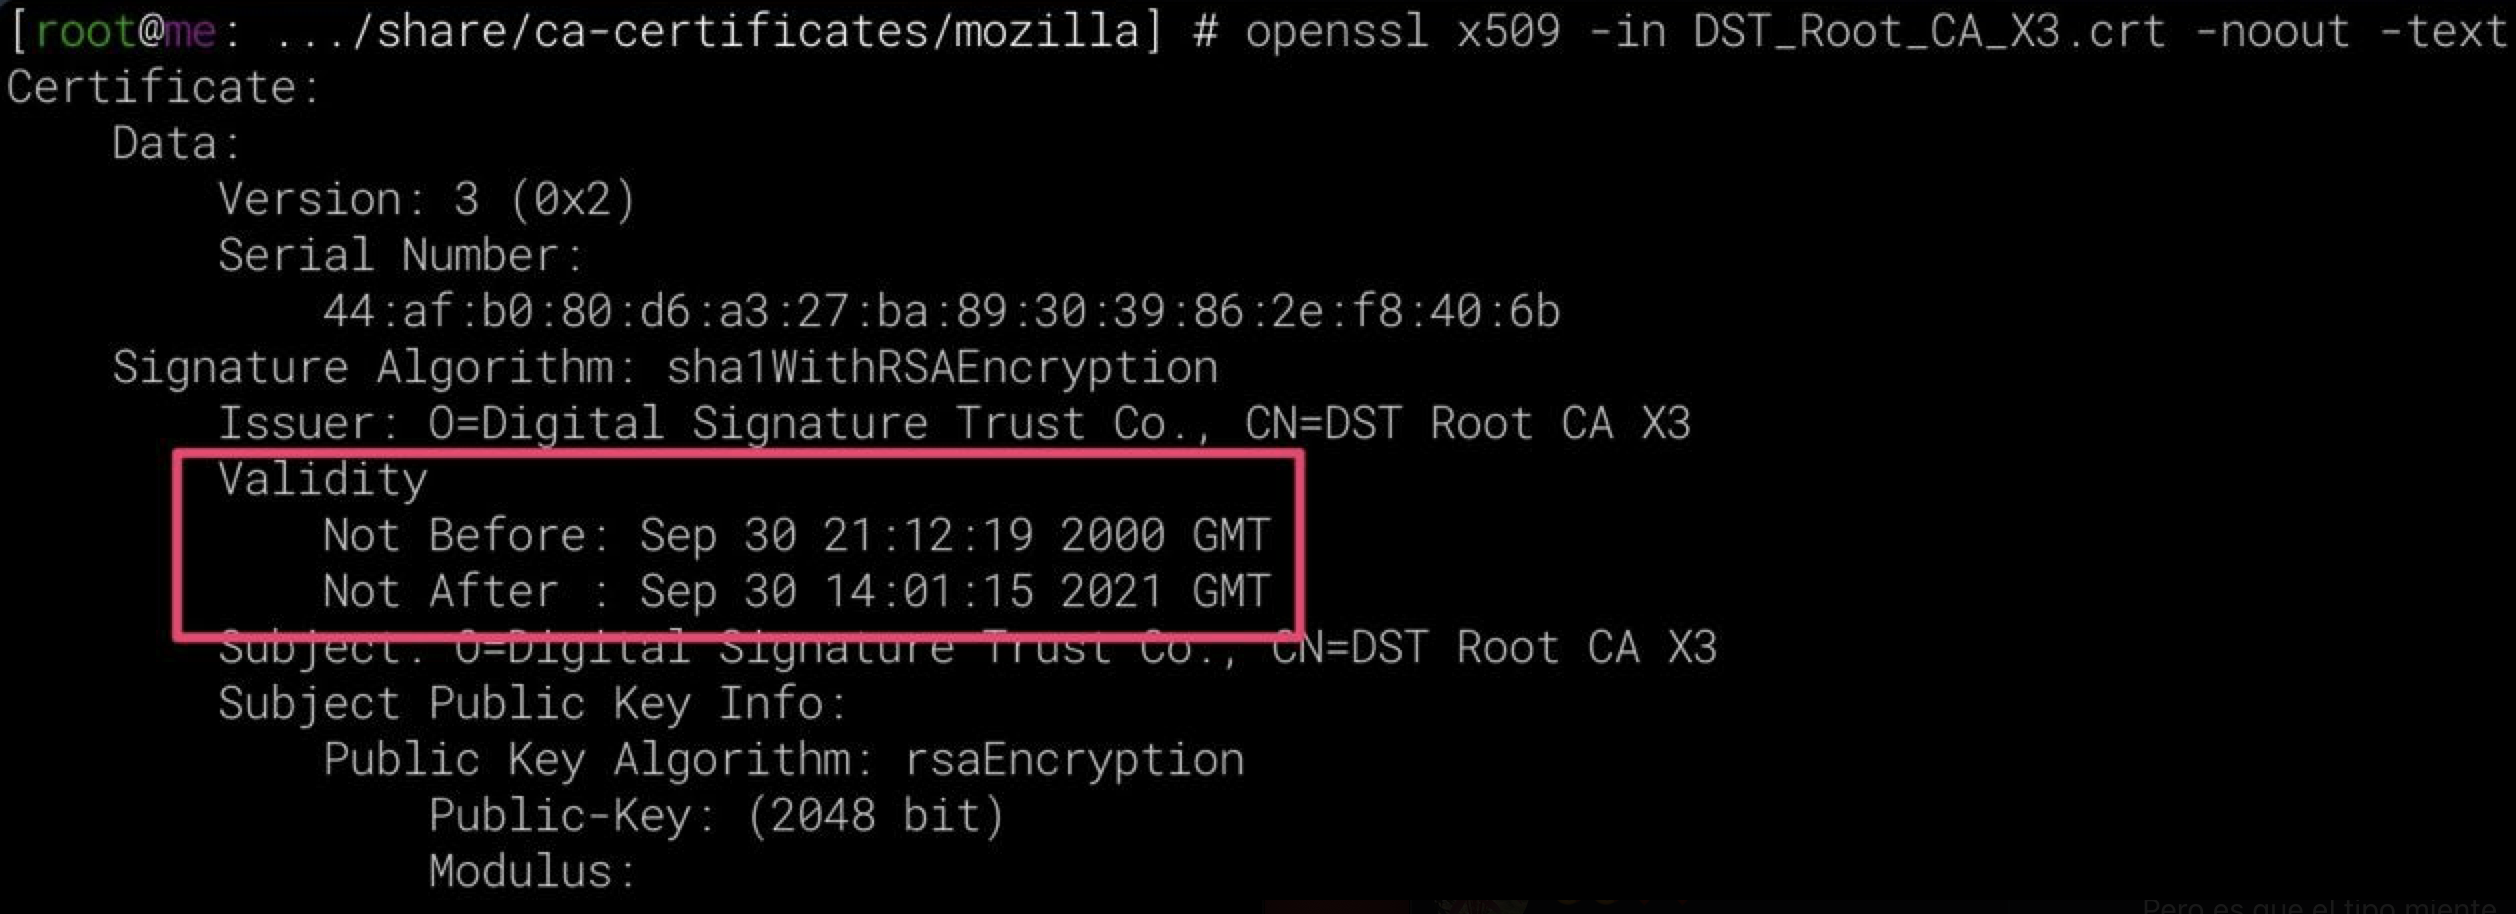 [root@me: .../share/ca-certificates/mozilla] # openssl x509 -in DST_Root_CA_X3.crt -noout -text
Certificate:
Data:
Version: 3 (0x2)
Serial Number:
44:af:b0:80:d6:a3:27:ba:89:30:39:86:2e:f8:40:6b
Signature Algorithm: sha1WithRSAEncryption
Issuer: O=Digital Signature Trust Co., CN=DST Root CA X3
Validity
Not Before: Sep 30 21:12:19 2000 GMT
Not After : Sep 30 14:01:15 2021 GMT
Subject: O=Digital Signature Trust Co., CN=DST Root CA X3
Subject Public Key Info:
Public Key Algorithm: rsaEncryption
Public-Key: (2048 bit)
Modulus:
Pero es que el tipo miente